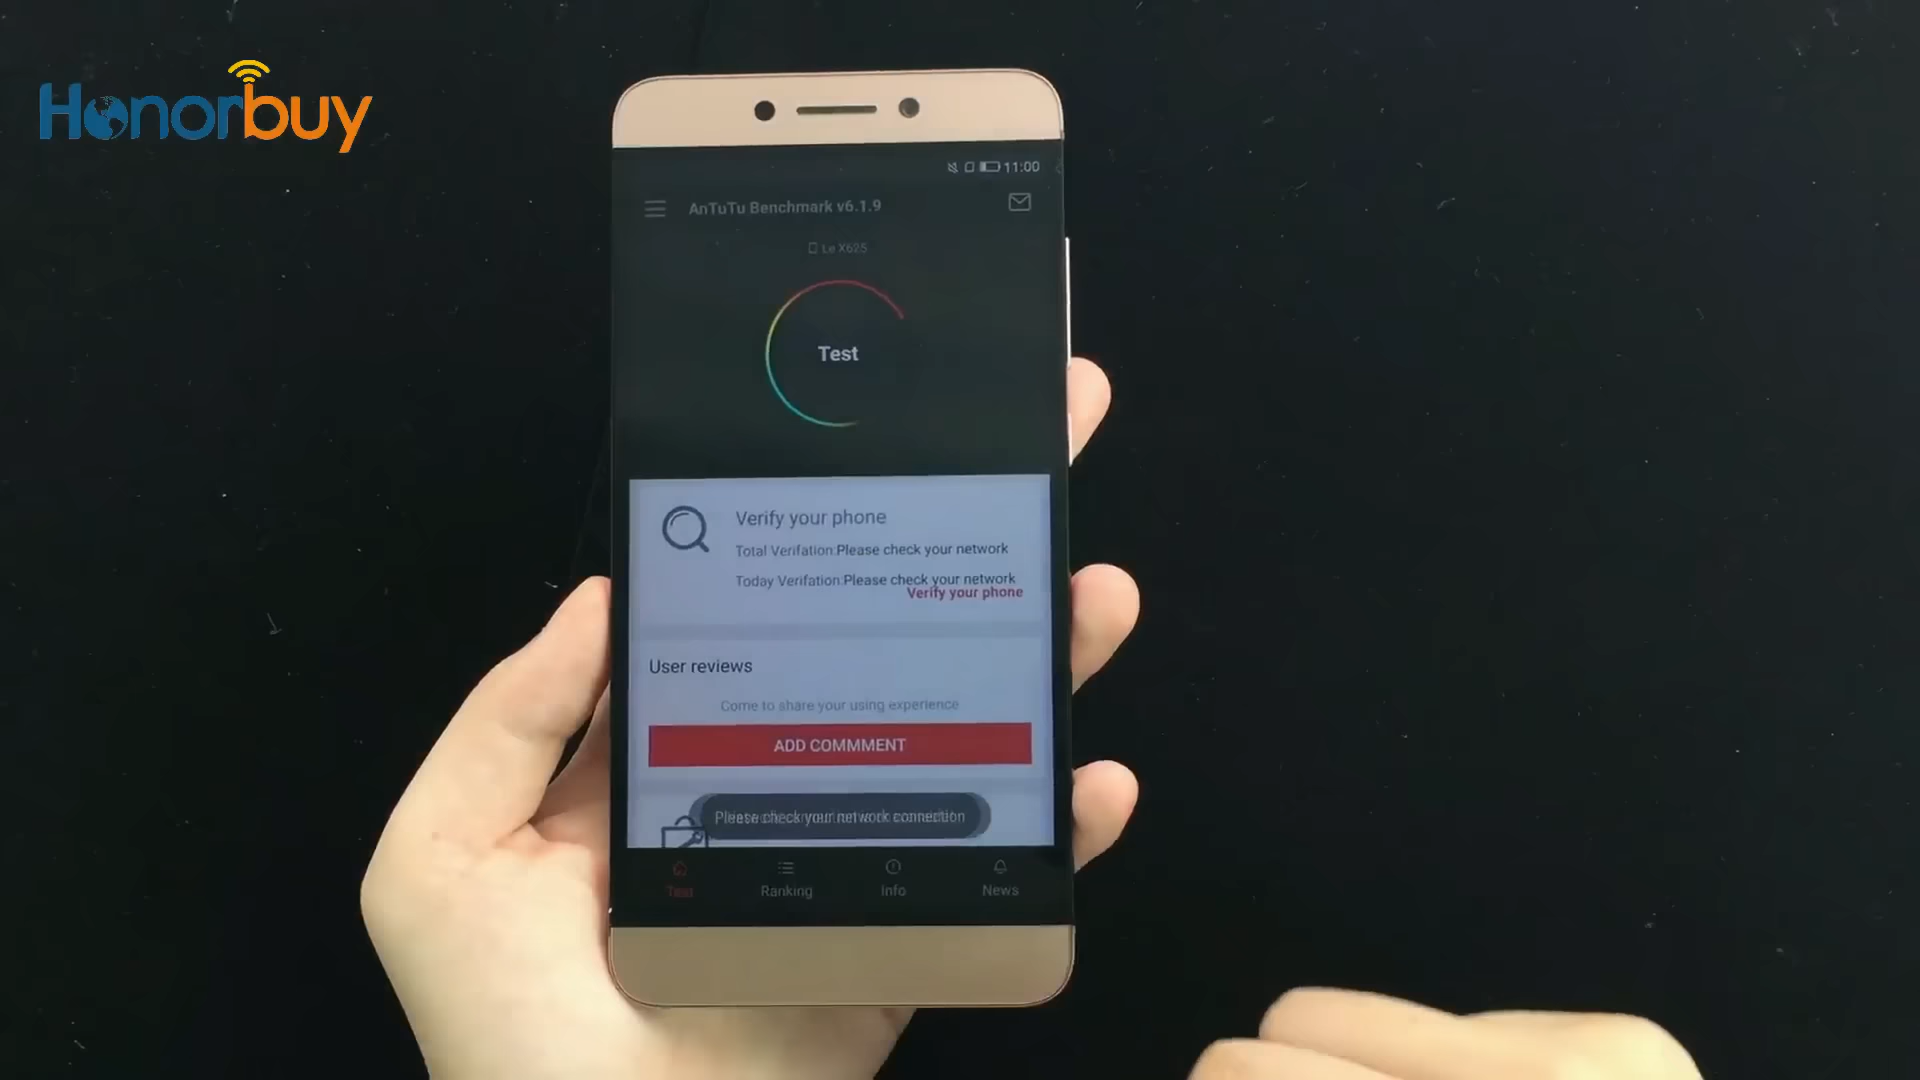 Honorbuy
11:00
AnTuTu Benchmark v6.1.9
Le X625
Test
Verify your phone
Total Verifation:Please check your network
Today Verifation:Please check your network
Verify your phone
User reviews
Come to share your using experience
ADD COMMMENT
Please check your network connection
Test
Ranking
Info
News